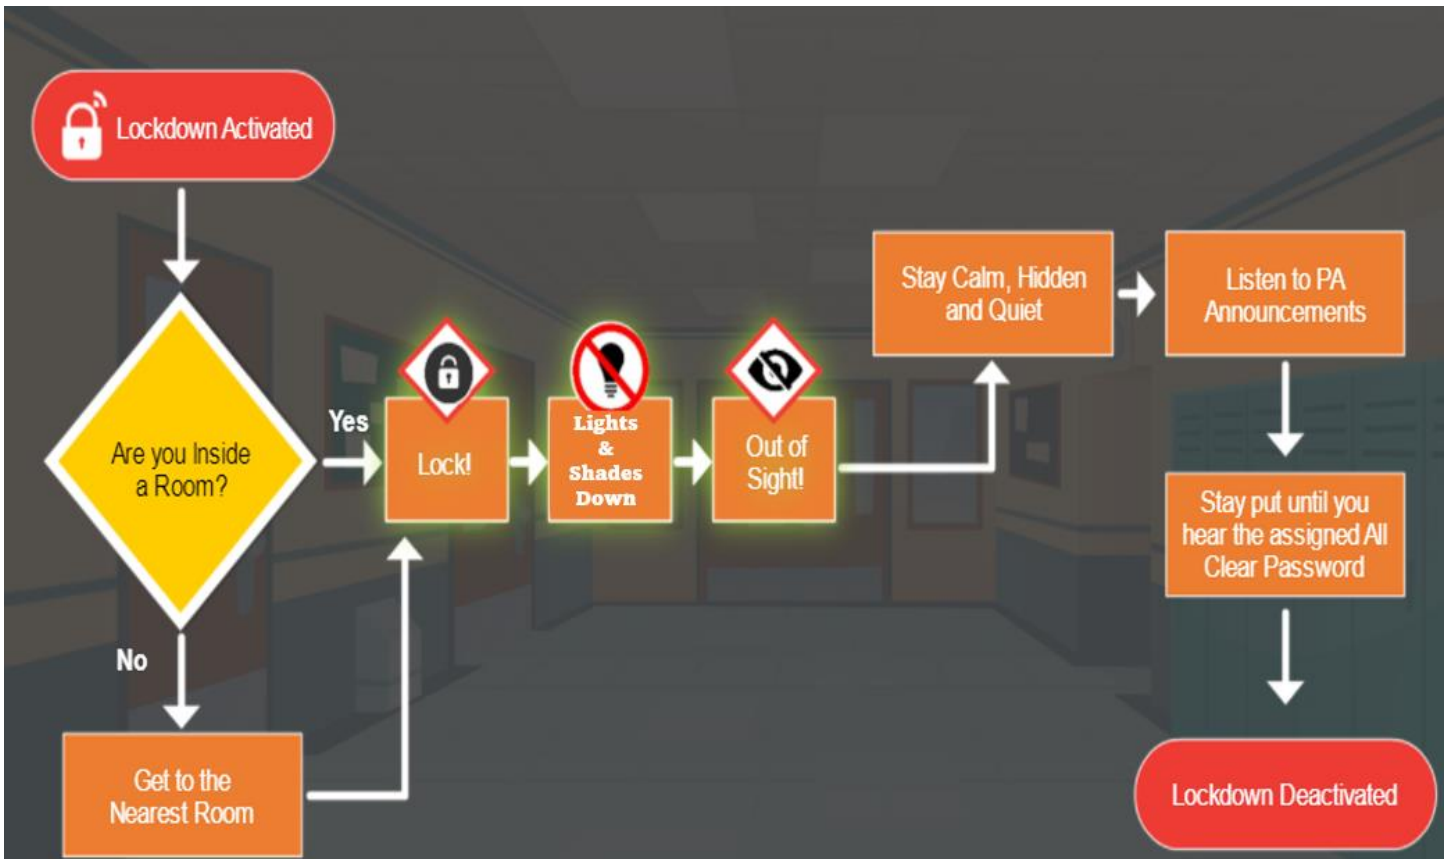 Lockdown Activated
Are you Inside
a Room?
Yes
No
Get to the
Nearest Room
Lock!
Lights
&
Shades
Down
Out of
Sight!
Stay Calm, Hidden
and Quiet
Listen to PA
Announcements
Stay put until you
hear the assigned All
Clear Password
Lockdown Deactivated